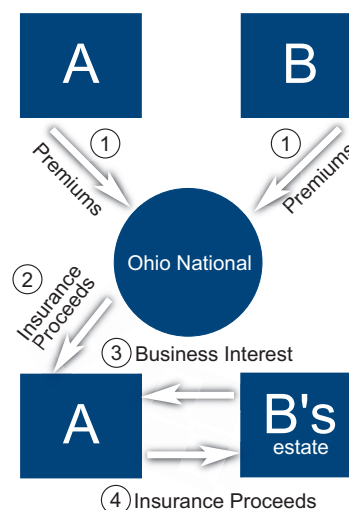 A
B
1
1
Premiums
Premiums
Ohio National
2
Insurance
Proceeds
3 Business Interest
A
B's
estate
4 Insurance Proceeds